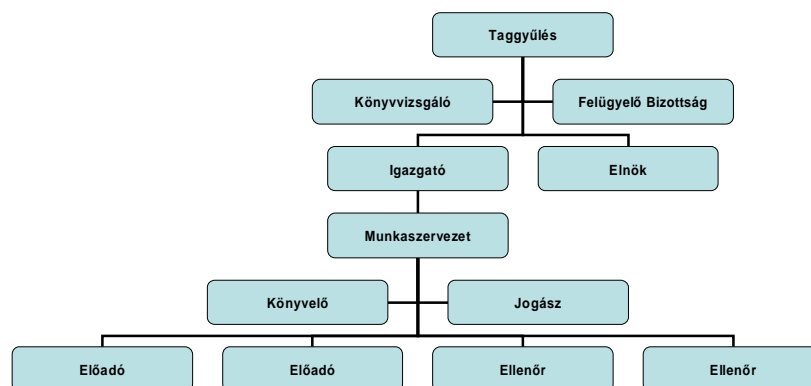 Taggyűlés
Könyvvizsgáló
Felügyelő Bizottság
Igazgató
Elnök
Munkaszervezet
Könyvelő
Jogász
Előadó
Előadó
Ellenőr
Ellenőr